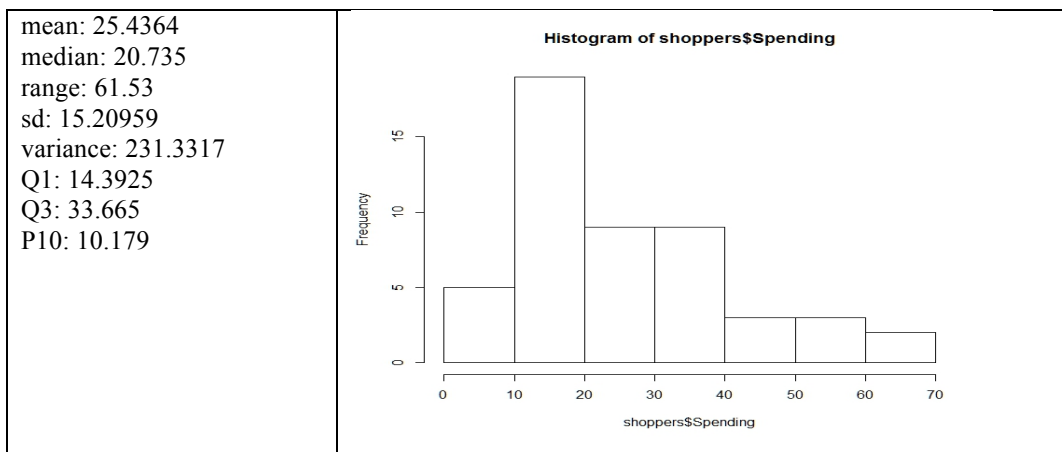 mean: 25.4364
median: 20.735
range: 61.53
sd: 15.20959
variance: 231.3317
Q1: 14.3925
Q3: 33.665
P10: 10.179
Histogram of shoppers$Spending
Frequency
15
10
5
0
0 10 20 30 40 50 60 70
shoppers$Spending